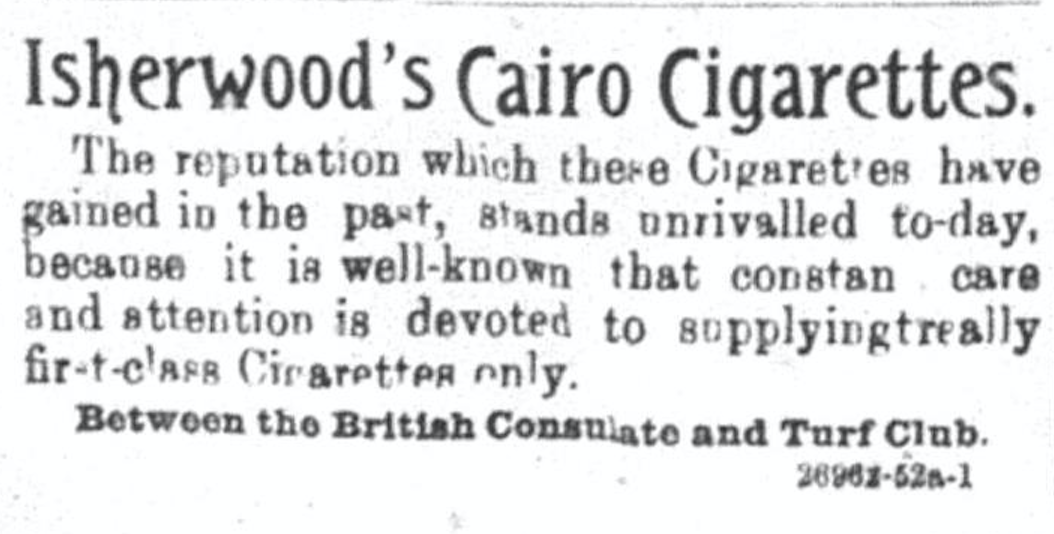 Isherwood's Cairo Cigarettes.
The reputation which these Cigarettes have
gained in the past, stands unrivalled to-day,
because it is well-known that constan care
and attention is devoted to supplyingtreally
first-class Cigarettes only.
Between the British Consulate and Turf Club.
26962-52a-1